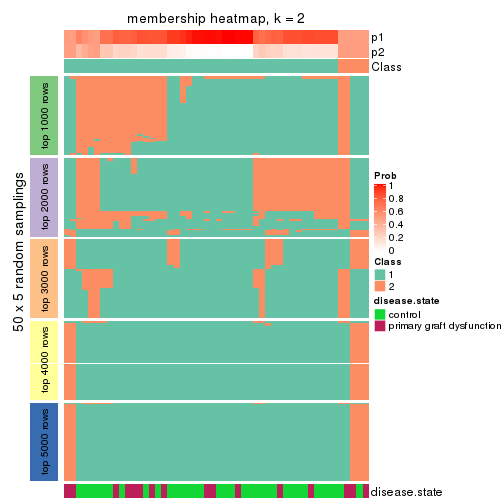 membership heatmap, k = 2
p1
p2
Class
50 x 5 random samplings
top 1000 rows
top 2000 rows
top 3000 rows
top 4000 rows
top 5000 rows
Prob
1
0.8
0.6
0.4
0.2
0
Class
1
2
disease.state
control
primary graft dysfunction
disease.state